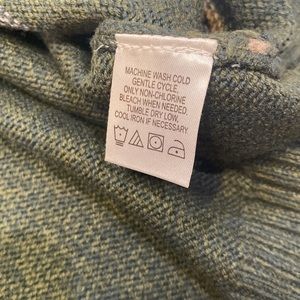 MACHINE WASH COLD
GENTLE CYCLE,
ONLY NON-CHLORINE
BLEACH WHEN NEEDED,
TUMBLE DRY LOW,
COOL IRON IF NECESSARY